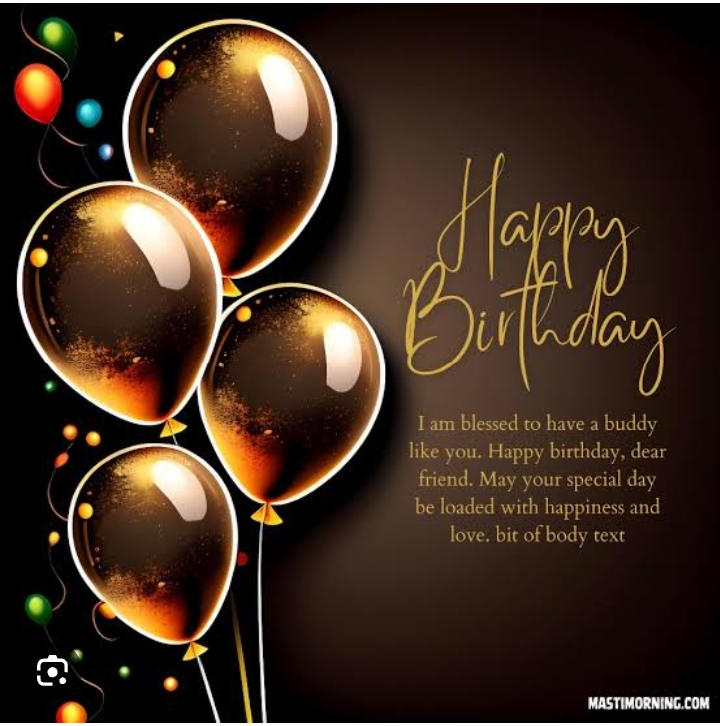 Happy
Birthday
I am blessed to have a buddy
like you. Happy birthday, dear
friend. May your special day
be loaded with happiness and
love. bit of body text
MASTIMORNING.COM